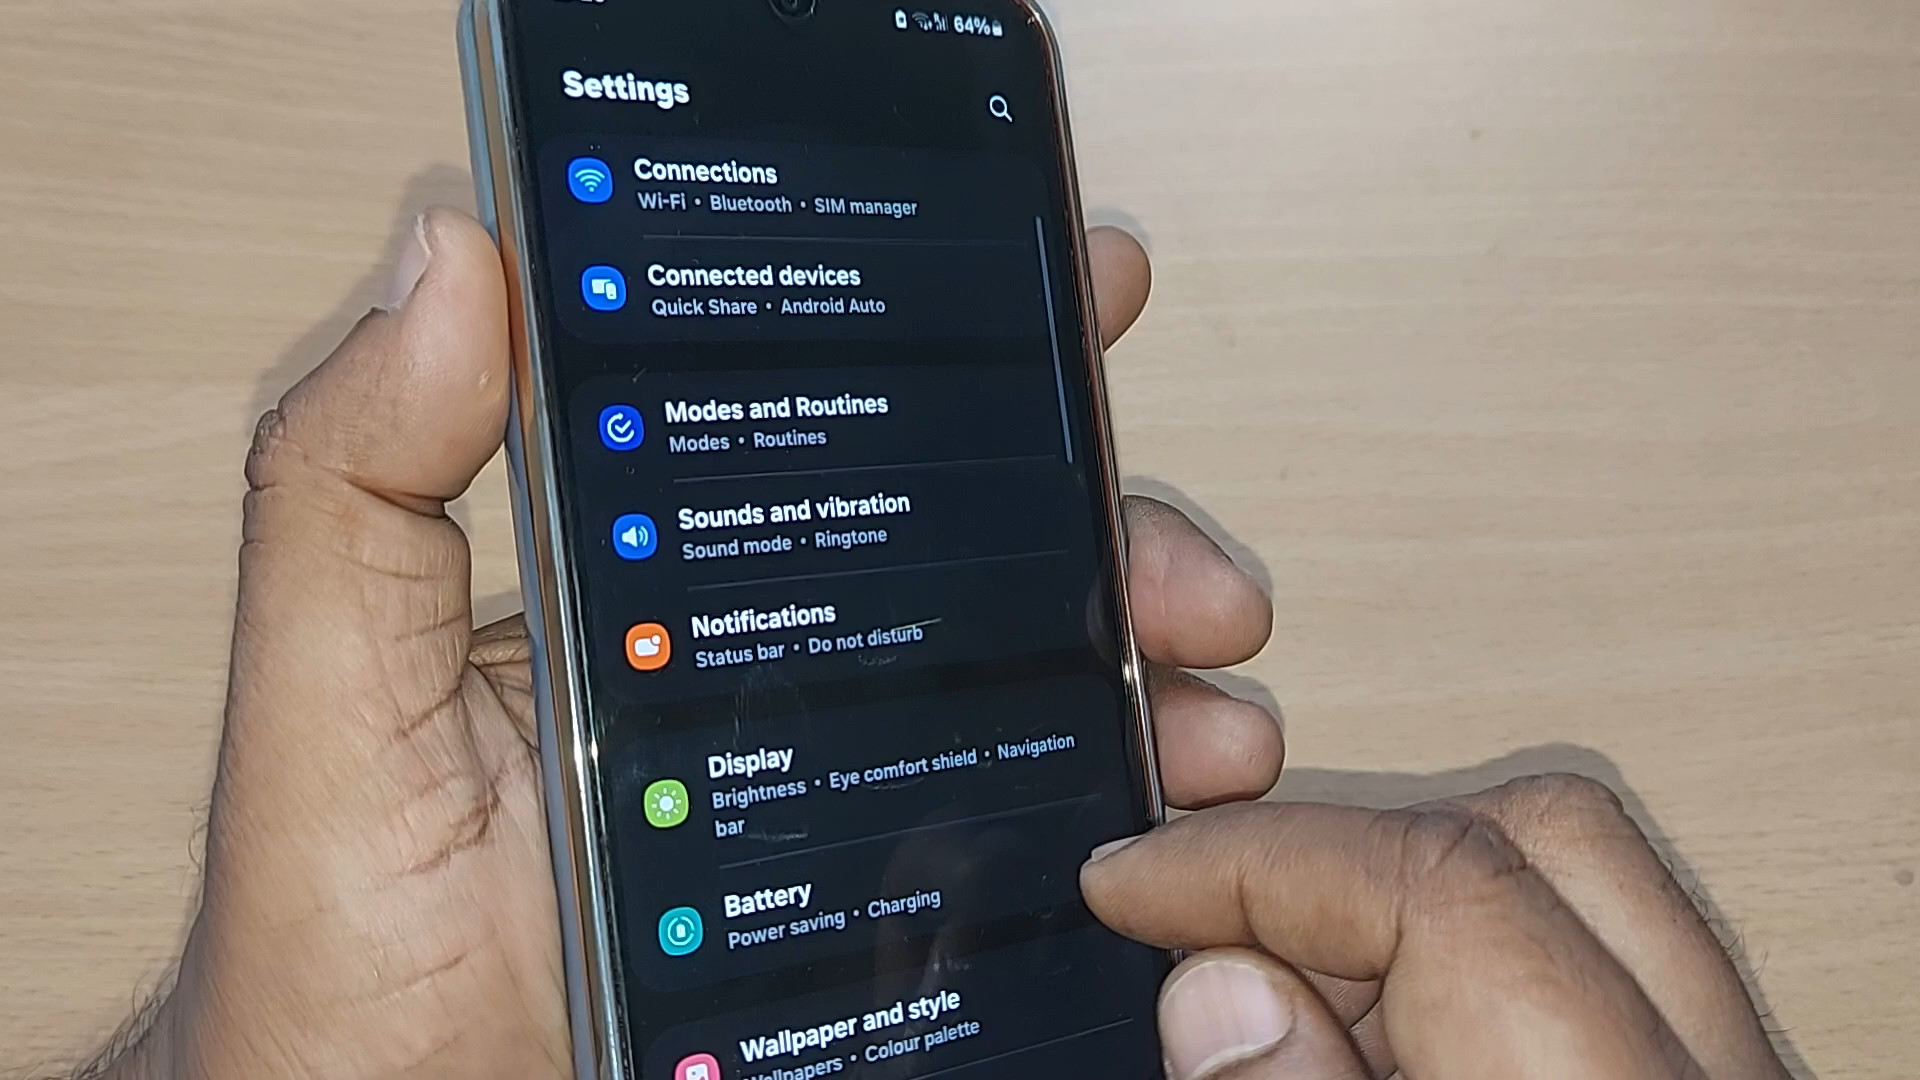 64%
Settings
Connections
Wi-Fi • Bluetooth • SIM manager
Connected devices
Quick Share • Android Auto
Modes and Routines
Modes • Routines
Sounds and vibration
Sound mode • Ringtone
Notifications
Status bar • Do not disturb
Display
Brightness • Eye comfort shield • Navigation
bar
Battery
Power saving • Charging
Wallpaper and style
Wallpapers • Colour palette